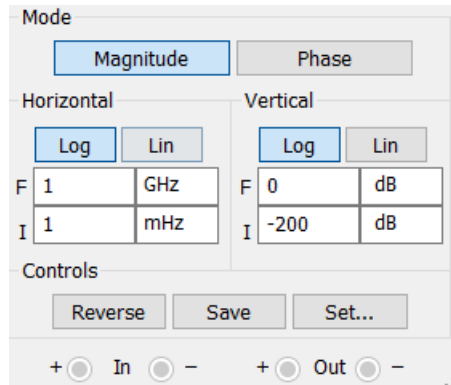 Mode
Magnitude Phase
Horizontal Vertical
Log Lin Log Lin
F 1 GHz F 0 dB
I 1 mHz I -200 dB
Controls
Reverse Save Set...
+ In − + Out −